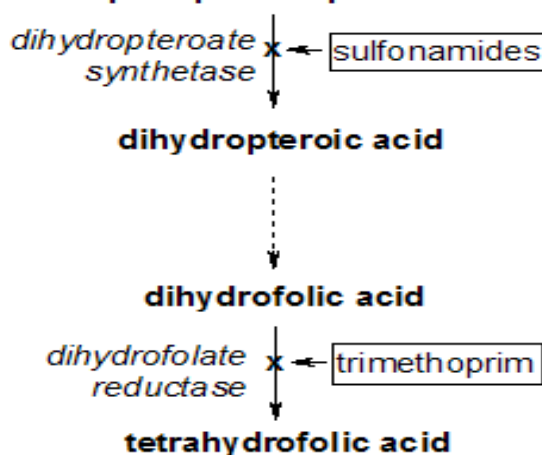 dihydropteroate
synthetase
x
sulfonamides
dihydropteroic acid
dihydrofolic acid
dihydrofolate
reductase
x
trimethoprim
tetrahydrofolic acid